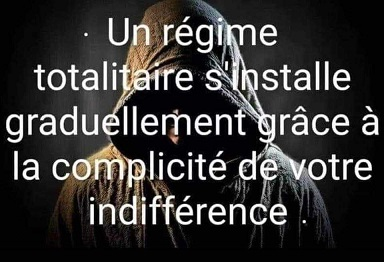 . Un régime
totalitaire s'installe
graduellement grâce à
la complicité de votre
indifférence .